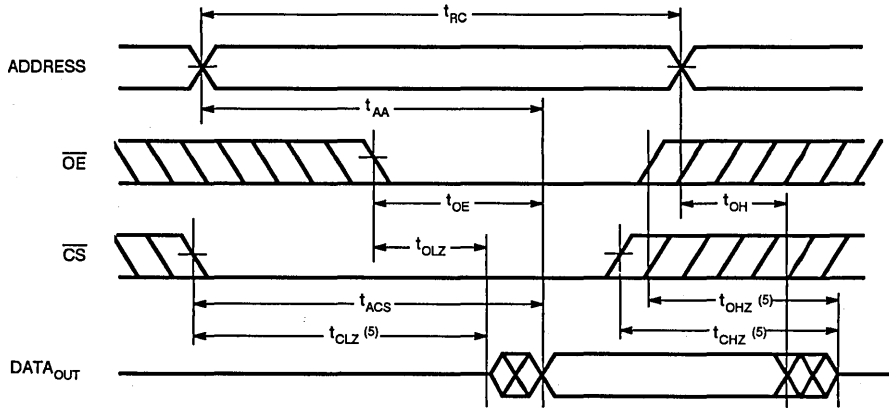 tRC
ADDRESS
tAA
OE
tOE
tOH
CS
tOLZ
tACS
tOHZ (5)
tCLZ (5)
tCHZ (5)
DATAOUT